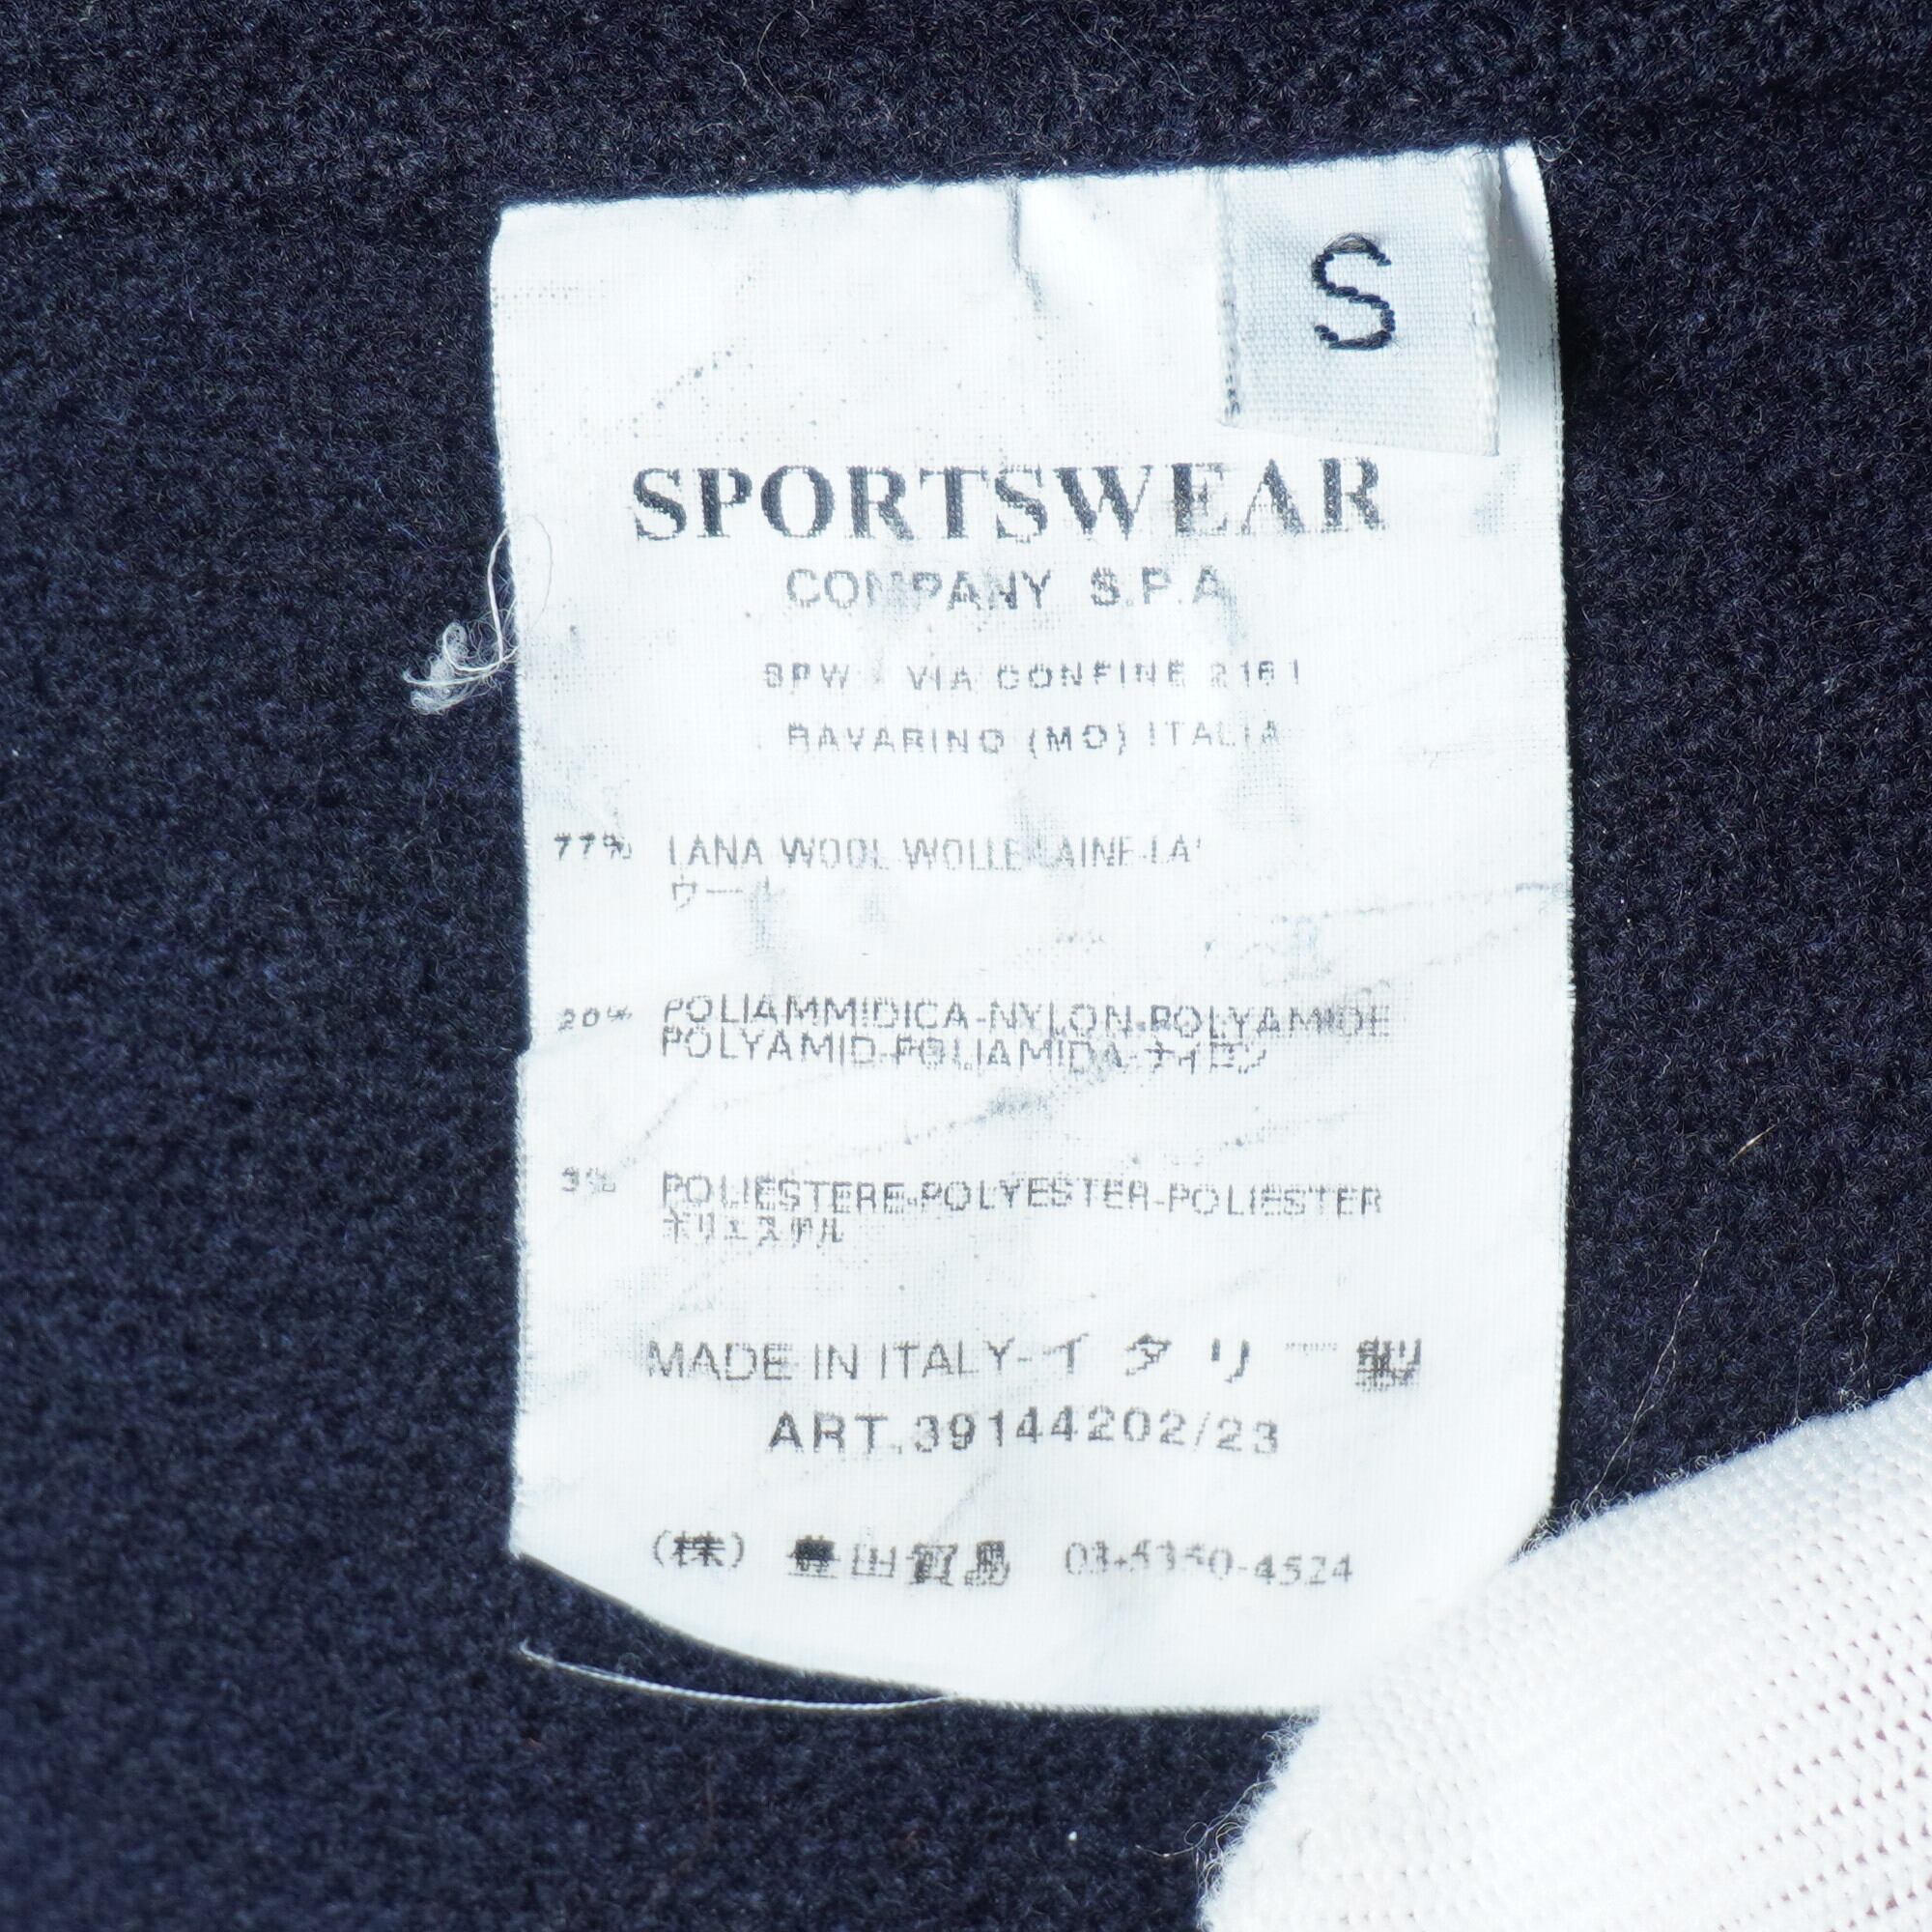 S
SPORTSWEAR
COMPANY S.P.A
SPW - VIA CONFINE 2161
RAVARINO (MO) ITALIA
77% LANA WOOL WOLLE LAINE-LA
ウー
20% POLIAMMIDICA-NYLON-POLYAMIDE
POLYAMID-POLIAMIDA-ナイロン
3% POLIESTERE-POLYESTER-POLIESTER
ポリエステル
MADE IN ITALY-イタリー製
ART.39144202/23
(株) 豊田貿易 03-5350-4524